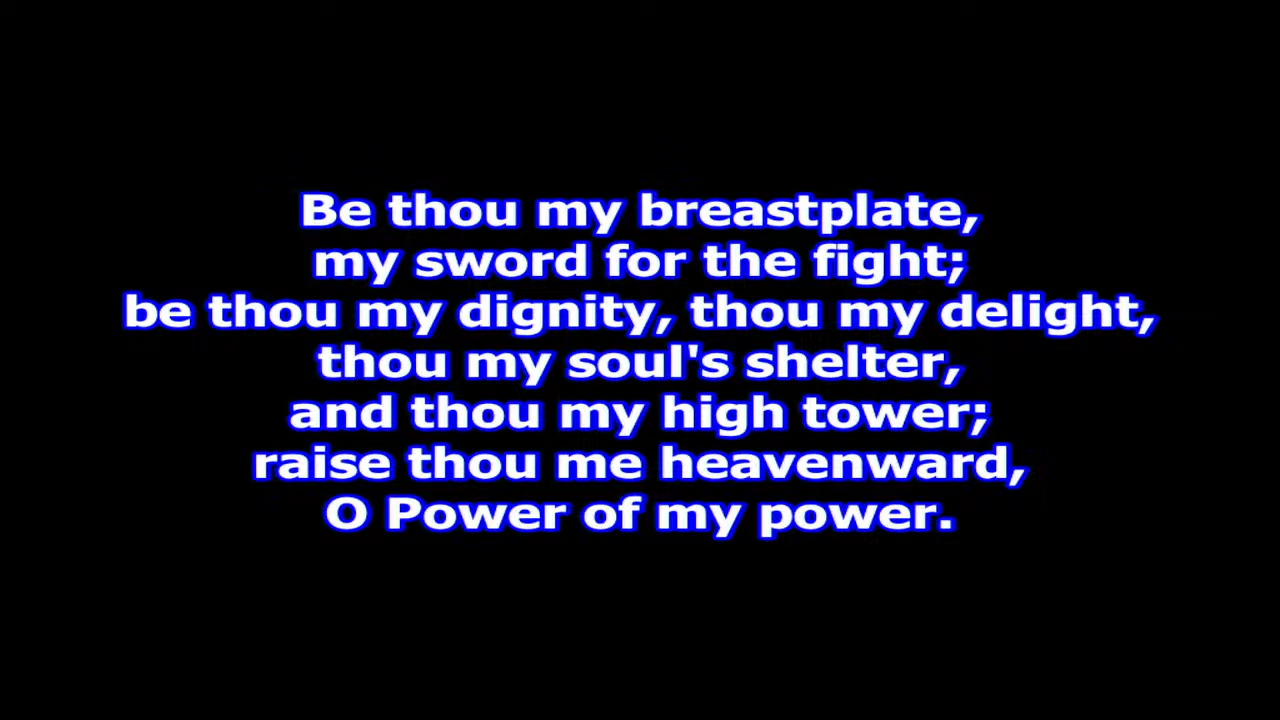 Be thou my breastplate,
my sword for the fight;
be thou my dignity, thou my delight,
thou my soul's shelter,
and thou my high tower;
raise thou me heavenward,
O Power of my power.